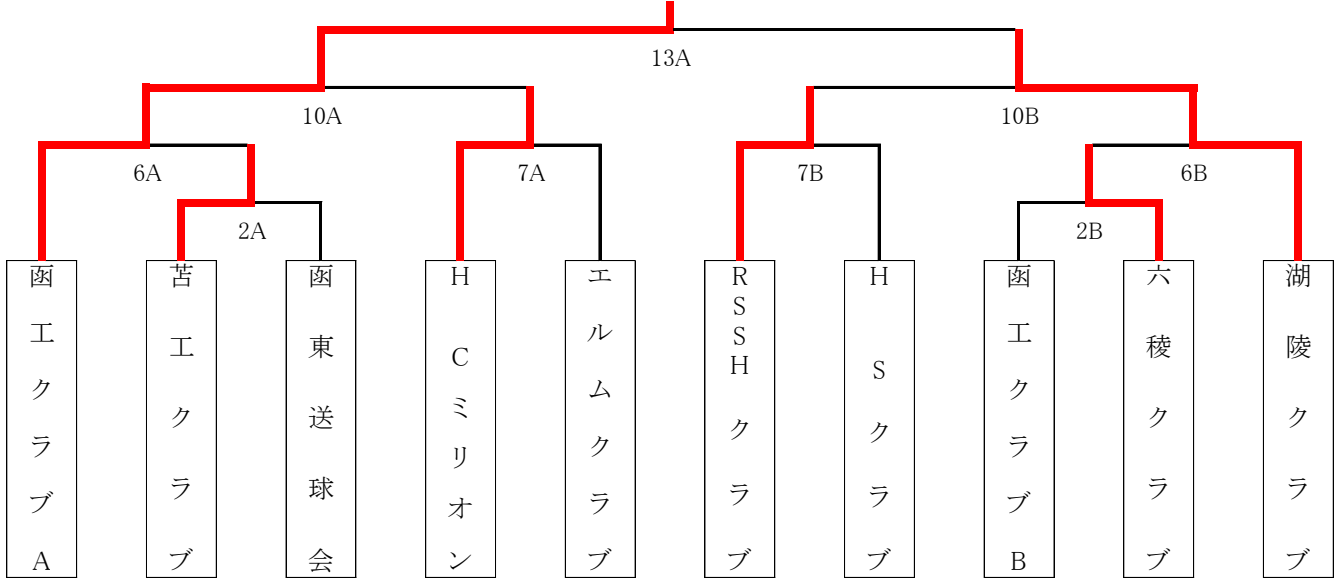 13A
10A
10B
6A
7A
7B
6B
2A
2B
函工クラブA
苫工クラブ
函東送球会
HCミリオン
エルムクラブ
RSSHクラブ
HSクラブ
函工クラブB
六稜クラブ
湖陵クラブ